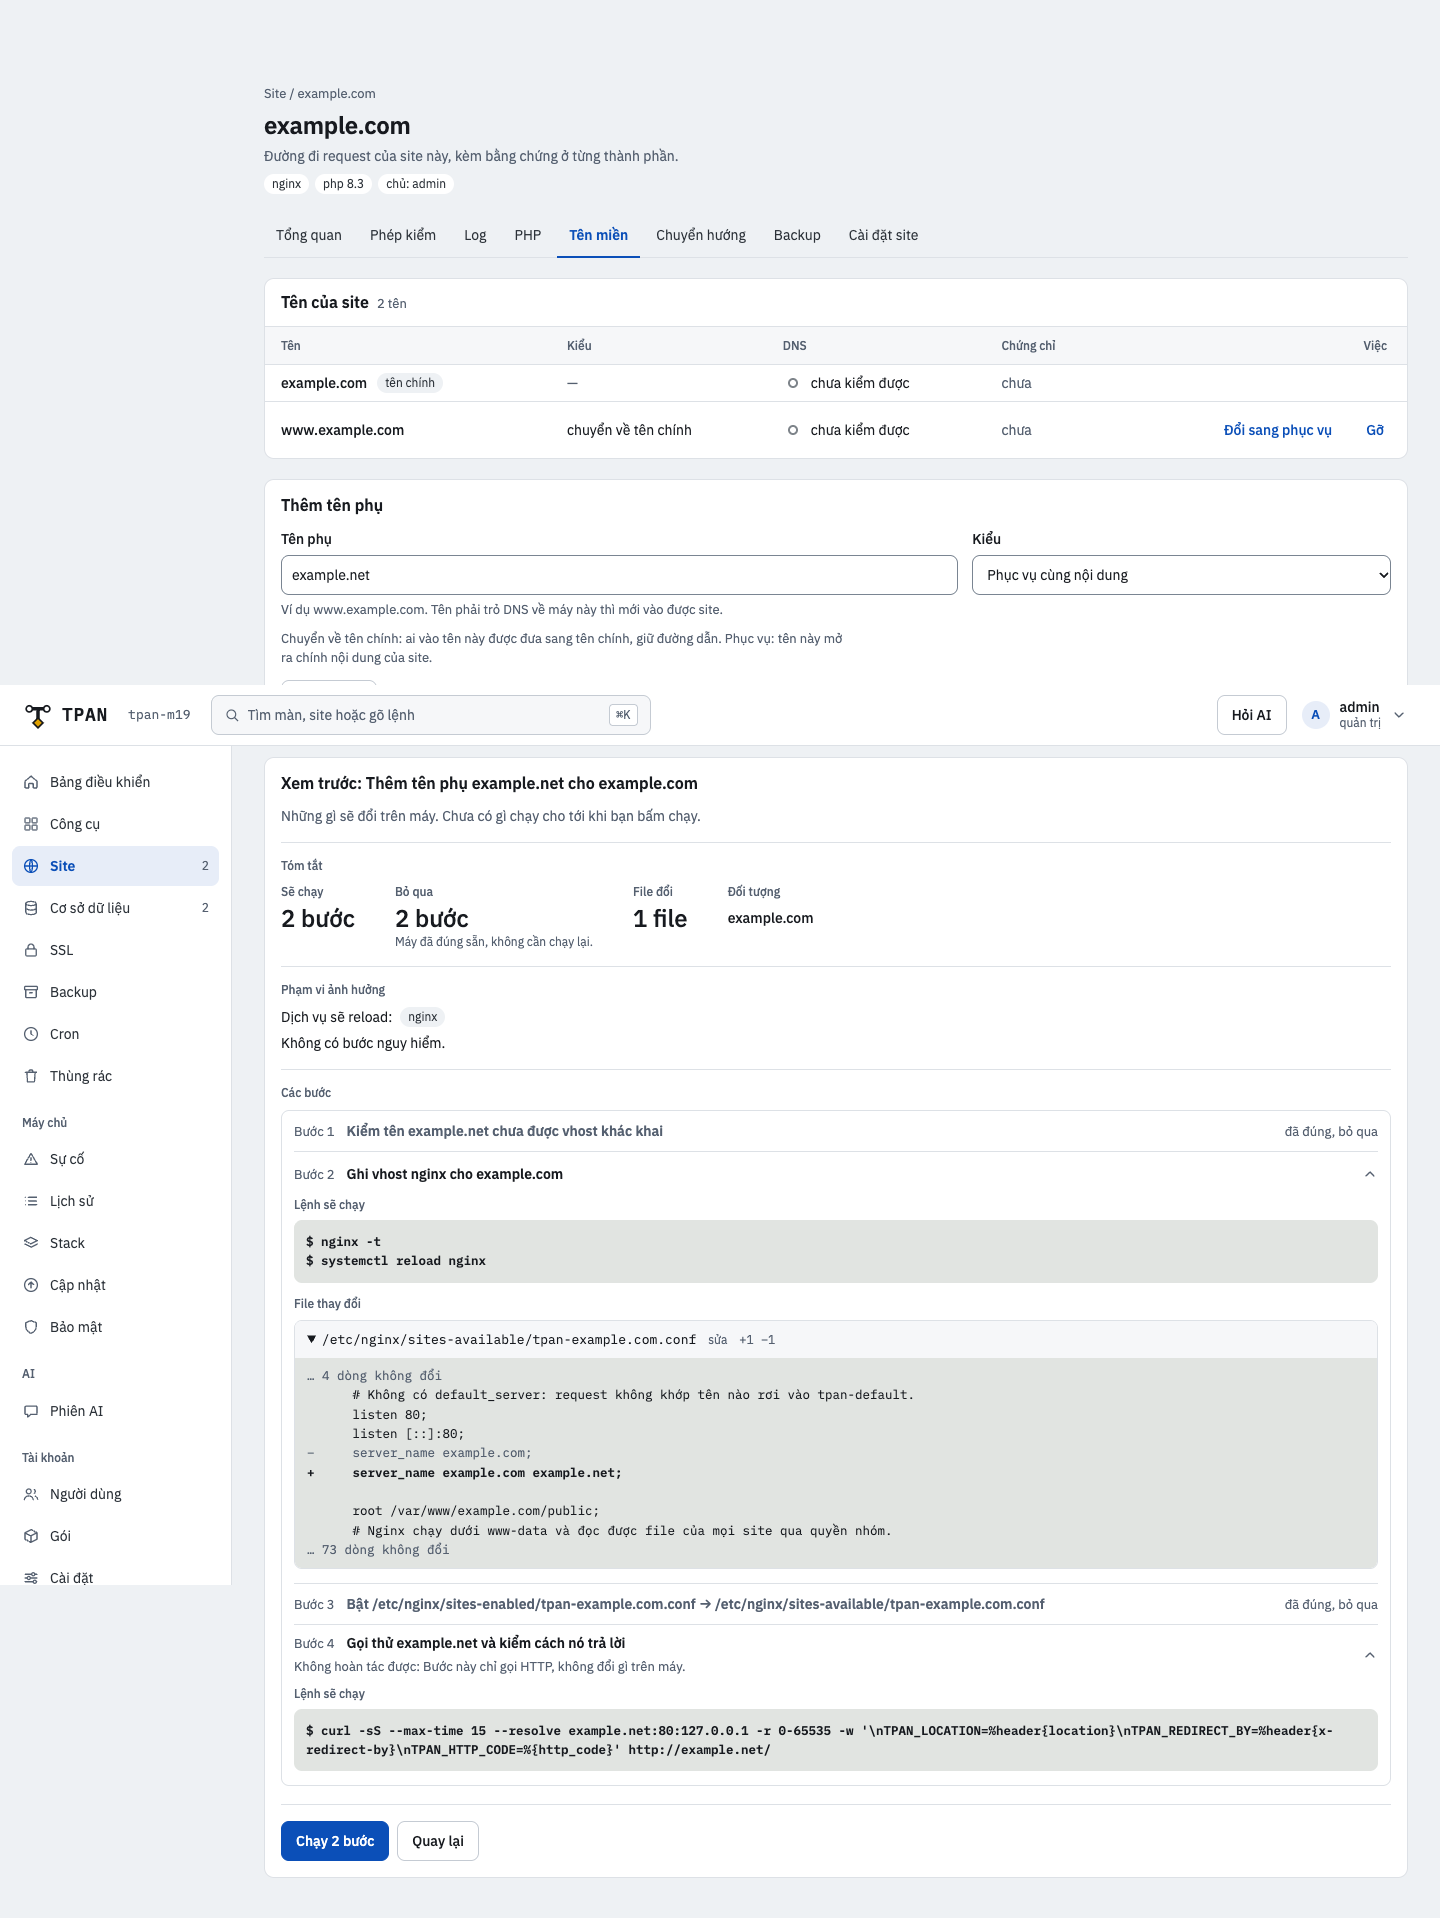 Site / example.com
example.com
Đường đi request của site này, kèm bằng chứng ở từng thành phần.
nginx php 8.3 chủ: admin
Tổng quan Phép kiểm Log PHP Tên miền Chuyển hướng Backup Cài đặt site
Tên của site 2 tên
Tên Kiểu DNS Chứng chỉ Việc
example.com tên chính — chưa kiểm được chưa
www.example.com chuyển về tên chính chưa kiểm được chưa Đổi sang phục vụ Gỡ
Thêm tên phụ
Tên phụ Kiểu
example.net Phục vụ cùng nội dung
Ví dụ www.example.com. Tên phải trỏ DNS về máy này thì mới vào được site.
Chuyển về tên chính: ai vào tên này được đưa sang tên chính, giữ đường dẫn. Phục vụ: tên này mở
ra chính nội dung của site.
TPAN tpan-m19 Tìm màn, site hoặc gõ lệnh ⌘K Hỏi AI A admin
quản trị
Bảng điều khiển
Công cụ
Site 2
Cơ sở dữ liệu 2
SSL
Backup
Cron
Thùng rác
Máy chủ
Sự cố
Lịch sử
Stack
Cập nhật
Bảo mật
AI
Phiên AI
Tài khoản
Người dùng
Gói
Cài đặt
Xem trước: Thêm tên phụ example.net cho example.com
Những gì sẽ đổi trên máy. Chưa có gì chạy cho tới khi bạn bấm chạy.
Tóm tắt
Sẽ chạy Bỏ qua File đổi Đối tượng
2 bước 2 bước 1 file example.com
Máy đã đúng sẵn, không cần chạy lại.
Phạm vi ảnh hưởng
Dịch vụ sẽ reload: nginx
Không có bước nguy hiểm.
Các bước
Bước 1 Kiểm tên example.net chưa được vhost khác khai đã đúng, bỏ qua
Bước 2 Ghi vhost nginx cho example.com
Lệnh sẽ chạy
$ nginx -t
$ systemctl reload nginx
File thay đổi
▼ /etc/nginx/sites-available/tpan-example.com.conf sửa +1 −1
… 4 dòng không đổi
# Không có default_server: request không khớp tên nào rơi vào tpan-default.
listen 80;
listen [::]:80;
− server_name example.com;
+ server_name example.com example.net;
root /var/www/example.com/public;
# Nginx chạy dưới www-data và đọc được file của mọi site qua quyền nhóm.
… 73 dòng không đổi
Bước 3 Bật /etc/nginx/sites-enabled/tpan-example.com.conf → /etc/nginx/sites-available/tpan-example.com.conf đã đúng, bỏ qua
Bước 4 Gọi thử example.net và kiểm cách nó trả lời
Không hoàn tác được: Bước này chỉ gọi HTTP, không đổi gì trên máy.
Lệnh sẽ chạy
$ curl -sS --max-time 15 --resolve example.net:80:127.0.0.1 -r 0-65535 -w '\nTPAN_LOCATION=%header{location}\nTPAN_REDIRECT_BY=%header{x-
redirect-by}\nTPAN_HTTP_CODE=%{http_code}' http://example.net/
Chạy 2 bước Quay lại